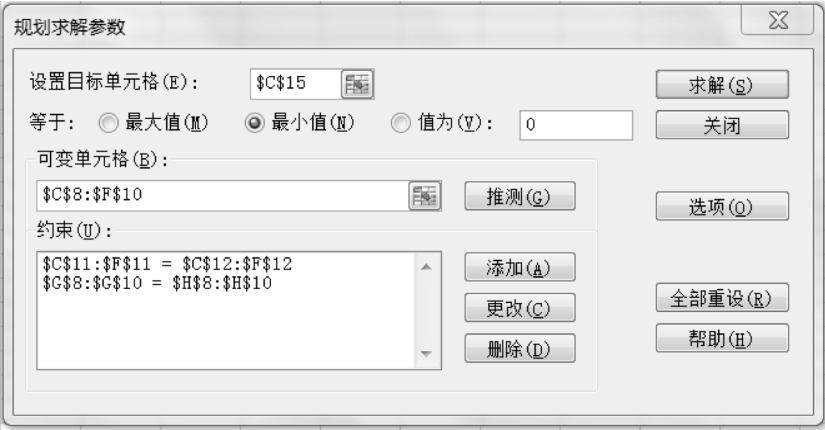 规划求解参数
设置目标单元格(E): $C$15 求解(S)
等于: 最大值(M) 最小值(N) 值为(V): 0 关闭
可变单元格(B):
$C$8:$F$10 推测(G) 选项(O)
约束(U):
$C$11:$F$11 = $C$12:$F$12 添加(A)
$G$8:$G$10 = $H$8:$H$10
更改(C) 全部重设(R)
删除(D) 帮助(H)